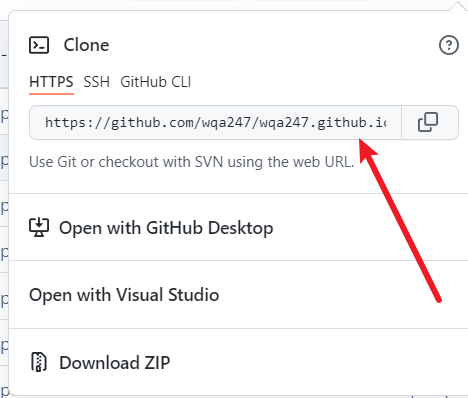 Clone
HTTPS SSH GitHub CLI
https://github.com/wqa247/wqa247.github.io
Use Git or checkout with SVN using the web URL.
Open with GitHub Desktop
Open with Visual Studio
Download ZIP